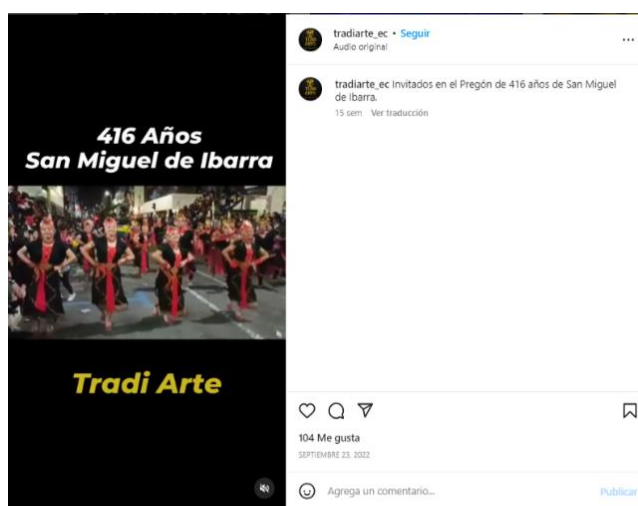 416 Años
San Miguel de Ibarra
Tradi Arte
tradiarte_ec • Seguir
Audio original
tradiarte_ec Invitados en el Pregón de 416 años de San Miguel
de Ibarra.
15 sem Ver traducción
104 Me gusta
SEPTIEMBRE 23, 2022
Agrega un comentario...
Publicar